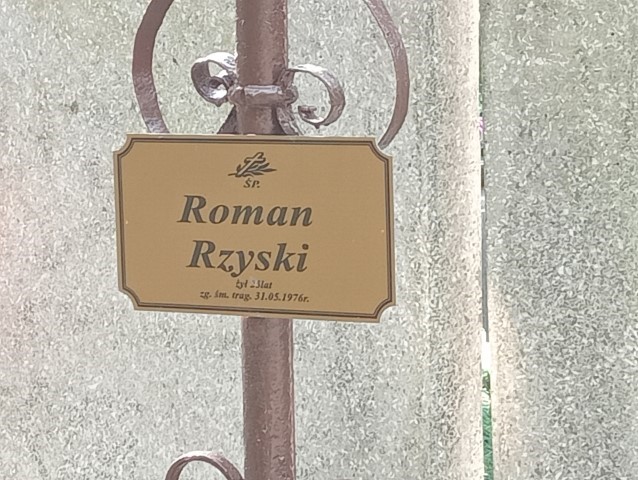 ŚP.
Roman
Rzyski
żył 23lat
zg. śm. trag. 31.05.1976r.